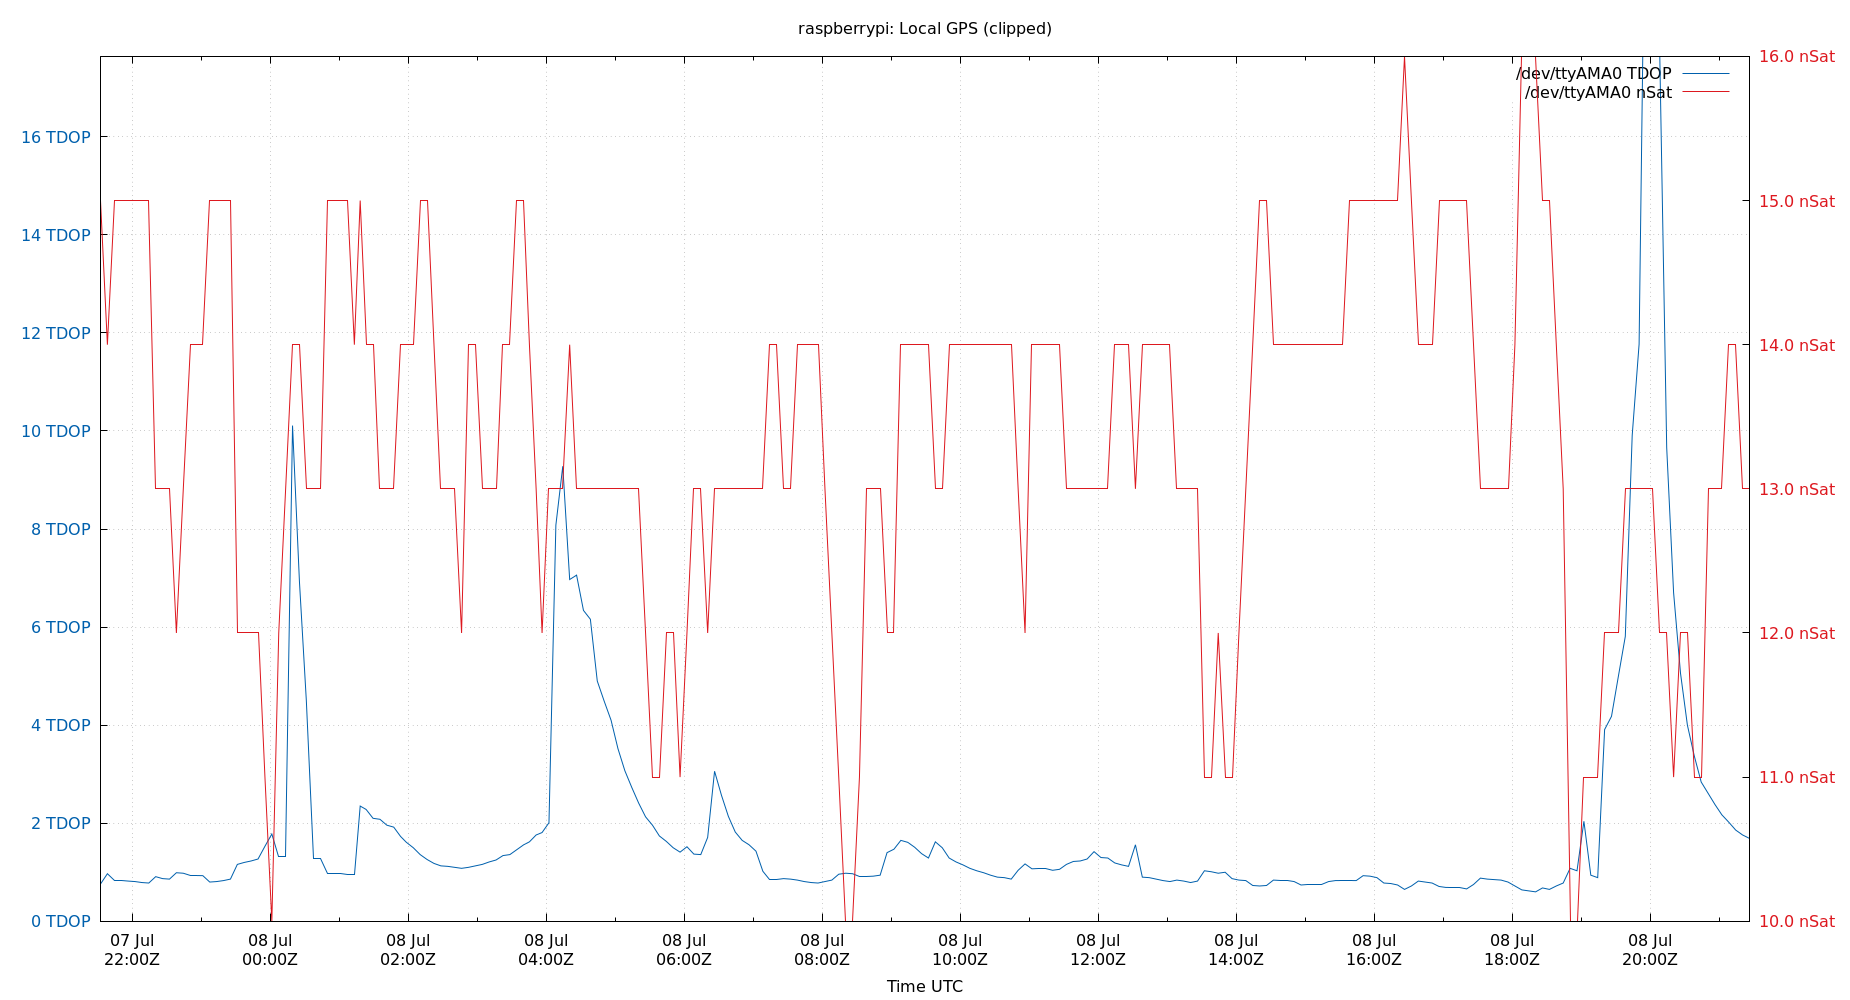 raspberrypi: Local GPS (clipped)
16.0 nSat
/dev/ttyAMA0 TDOP
/dev/ttyAMA0 nSat
16 TDOP
15.0 nSat
14 TDOP
12 TDOP
14.0 nSat
10 TDOP
13.0 nSat
8 TDOP
6 TDOP
12.0 nSat
4 TDOP
11.0 nSat
2 TDOP
0 TDOP
10.0 nSat
07 Jul 08 Jul 08 Jul 08 Jul 08 Jul 08 Jul 08 Jul 08 Jul 08 Jul 08 Jul 08 Jul 08 Jul
22:00Z 00:00Z 02:00Z 04:00Z 06:00Z 08:00Z 10:00Z 12:00Z 14:00Z 16:00Z 18:00Z 20:00Z
Time UTC